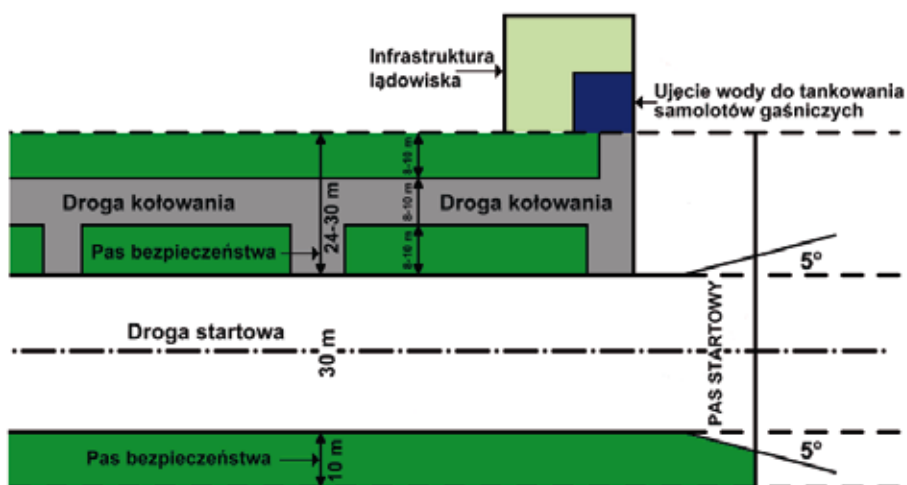 Infrastruktura
lądowiska
Ujęcie wody do tankowania
samolotów gaśniczych
8-10 m
Droga kołowania
24-30 m
8-10 m
Droga kołowania
Pas bezpieczeństwa
8-10 m
5°
PAS STARTOWY
Droga startowa
30 m
Pas bezpieczeństwa
10 m
5°